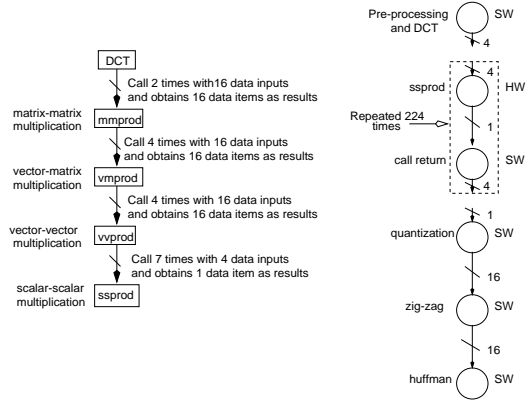 DCT
Call 2 times with16 data inputs
and obtains 16 data items as results
matrix-matrix
multiplication
mmprod
Call 4 times with 16 data inputs
and obtains 16 data items as results
vector-matrix
multiplication
vmprod
Call 4 times with 16 data inputs
and obtains 16 data items as results
vector-vector
multiplication
vvprod
Call 7 times with 4 data inputs
and obtains 1 data item as results
scalar-scalar
multiplication
ssprod
Pre-processing
and DCT
SW
4
4
ssprod
HW
Repeated 224
times
1
call return
SW
4
1
quantization
SW
16
zig-zag
SW
16
huffman
SW